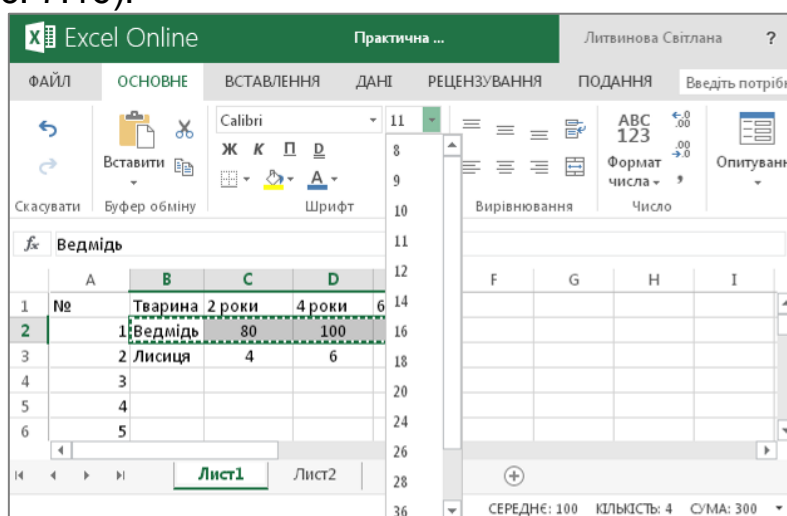 Excel Online Практична ... Литвинова Світлана ?
ФАЙЛ ОСНОВНЕ ВСТАВЛЕННЯ ДАНІ РЕЦЕНЗУВАННЯ ПОДАННЯ Введіть потріб
Calibri 11 ABC 123
Вставити Ж К П D Формат числа Опитуван
Скасувати Буфер обміну Шрифт Вирівнювання Число
fx Ведмідь
A B C D F G H I
1 № Тварина 2 роки 4 роки 6
2 1 Ведмідь 80 100
3 2 Лисиця 4 6
4 3
5 4
6 5
8
9
10
11
12
14
16
18
20
24
26
28
36
Лист1 Лист2
СЕРЕДНЄ: 100 КІЛЬКІСТЬ: 4 СУМА: 300